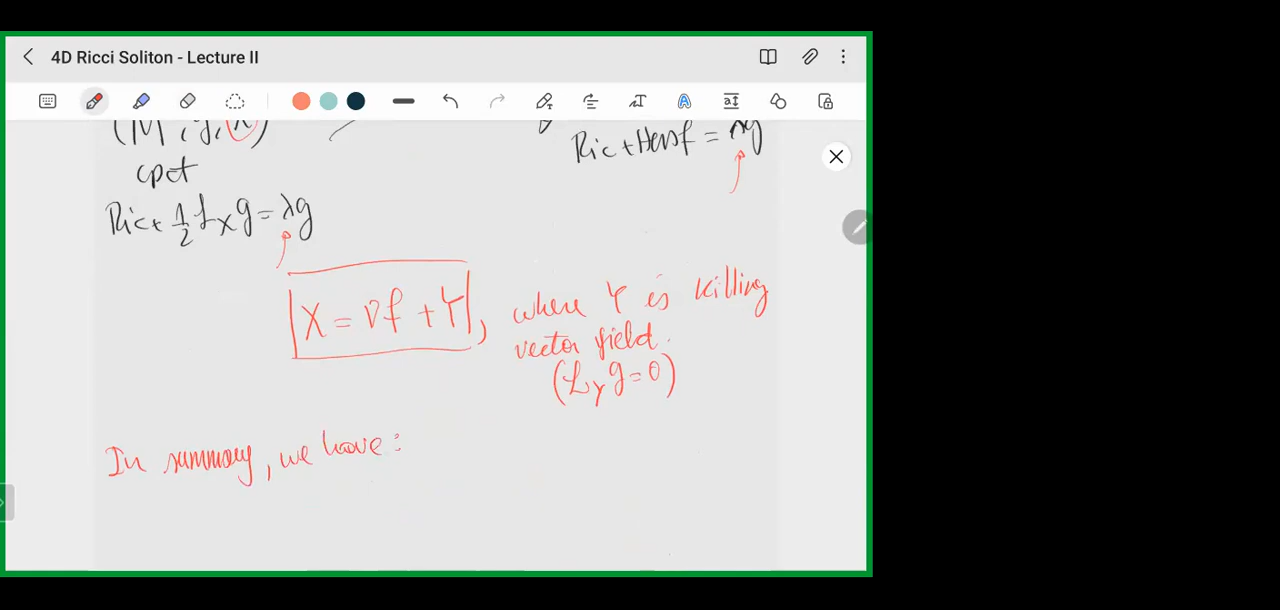 4D Ricci Soliton - Lecture II
(M, g, X)
cpct
Ric + Hess f = λg
Ric + 1/2 ℒ_X g = λg
X = ∇f + Y, where Y is killing
vector field.
(ℒ_Y g = 0)
In summary, we have: